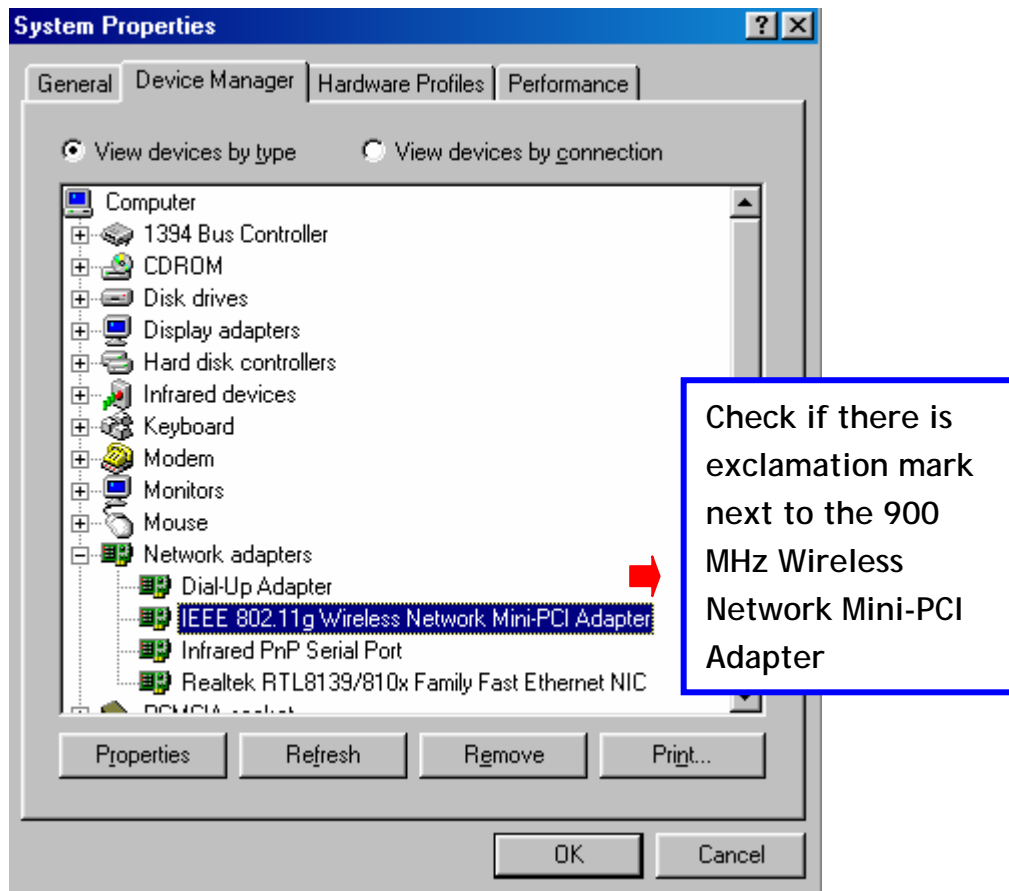 System Properties
General Device Manager Hardware Profiles Performance
View devices by type View devices by connection
Computer
1394 Bus Controller
CDROM
Disk drives
Display adapters
Hard disk controllers
Infrared devices
Keyboard
Modem
Monitors
Mouse
Network adapters
Dial-Up Adapter
IEEE 802.11g Wireless Network Mini-PCI Adapter
Infrared PnP Serial Port
Realtek RTL8139/810x Family Fast Ethernet NIC
PCMCIA socket
Check if there is
exclamation mark
next to the 900
MHz Wireless
Network Mini-PCI
Adapter
Properties Refresh Remove Print...
OK Cancel